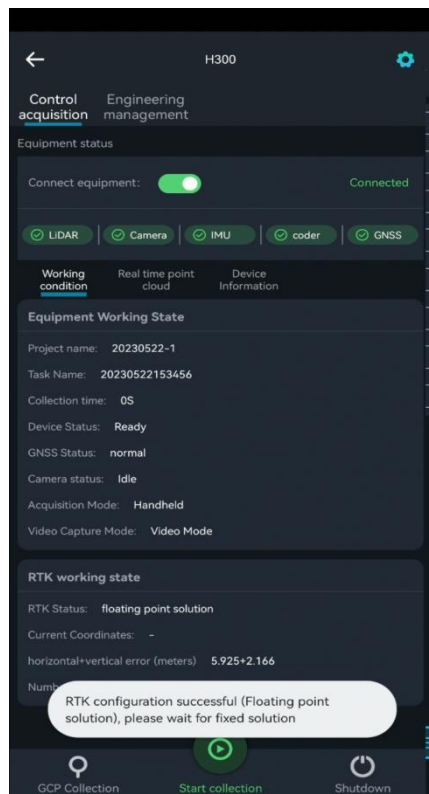 H300
Control
acquisition
Engineering
management
Equipment status
Connect equipment:
Connected
LiDAR
Camera
IMU
coder
GNSS
Working
condition
Real time point
cloud
Device
Information
Equipment Working State
Project name: 20230522-1
Task Name: 20230522153456
Collection time: 0S
Device Status: Ready
GNSS Status: normal
Camera status: Idle
Acquisition Mode: Handheld
Video Capture Mode: Video Mode
RTK working state
RTK Status: floating point solution
Current Coordinates: -
horizontal+vertical error (meters) 5.925+2.166
RTK configuration successful (Floating point
solution), please wait for fixed solution
GCP Collection
Start collection
Shutdown